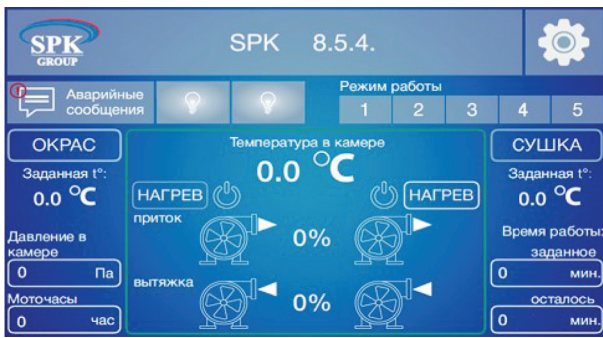 SPK
GROUP
SPK 8.5.4.
Аварийные
сообщения
Режим работы
1 2 3 4 5
ОКРАС
Заданная t°:
0.0 °C
Давление в
камере
0 Па
Моточасы
0 час
Температура в камере
0.0 °C
НАГРЕВ НАГРЕВ
приток
0%
вытяжка
0%
СУШКА
Заданная t°:
0.0 °C
Время работы:
заданное
0 мин.
осталось
0 мин.